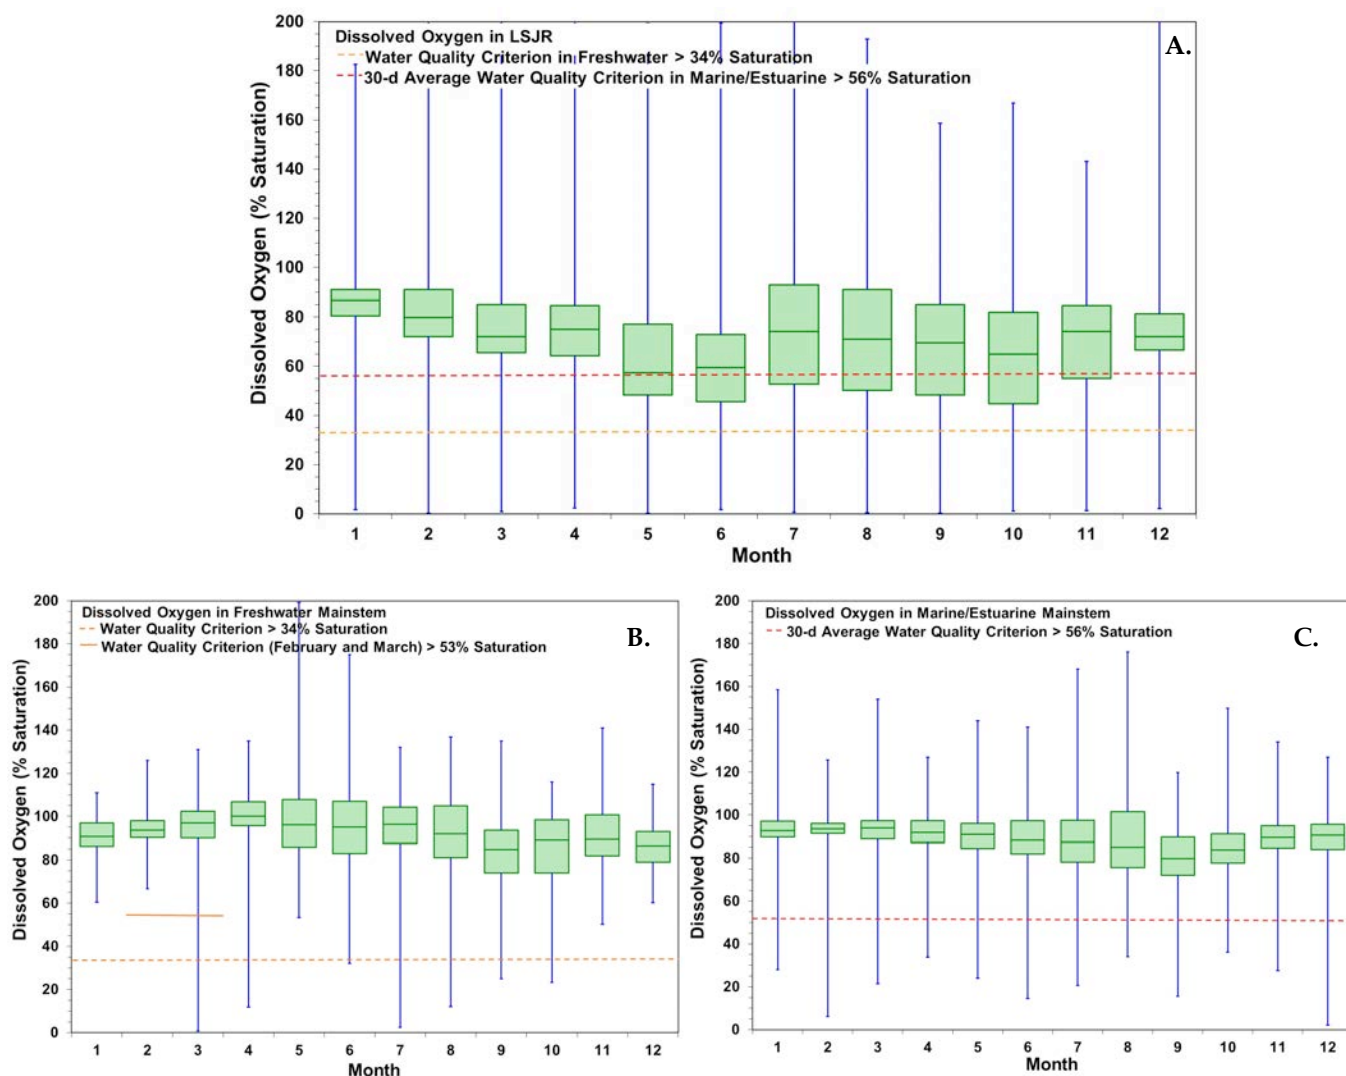 Dissolved Oxygen in LSJR
Water Quality Criterion in Freshwater > 34% Saturation
30-d Average Water Quality Criterion in Marine/Estuarine > 56% Saturation
A.
Dissolved Oxygen (% Saturation)
200
180
160
140
120
100
80
60
40
20
0
1 2 3 4 5 6 7 8 9 10 11 12
Month
Dissolved Oxygen in Freshwater Mainstem
Water Quality Criterion > 34% Saturation
Water Quality Criterion (February and March) > 53% Saturation
B.
Dissolved Oxygen (% Saturation)
200
180
160
140
120
100
80
60
40
20
0
1 2 3 4 5 6 7 8 9 10 11 12
Month
Dissolved Oxygen in Marine/Estuarine Mainstem
30-d Average Water Quality Criterion > 56% Saturation
C.
Dissolved Oxygen (% Saturation)
200
180
160
140
120
100
80
60
40
20
0
1 2 3 4 5 6 7 8 9 10 11 12
Month